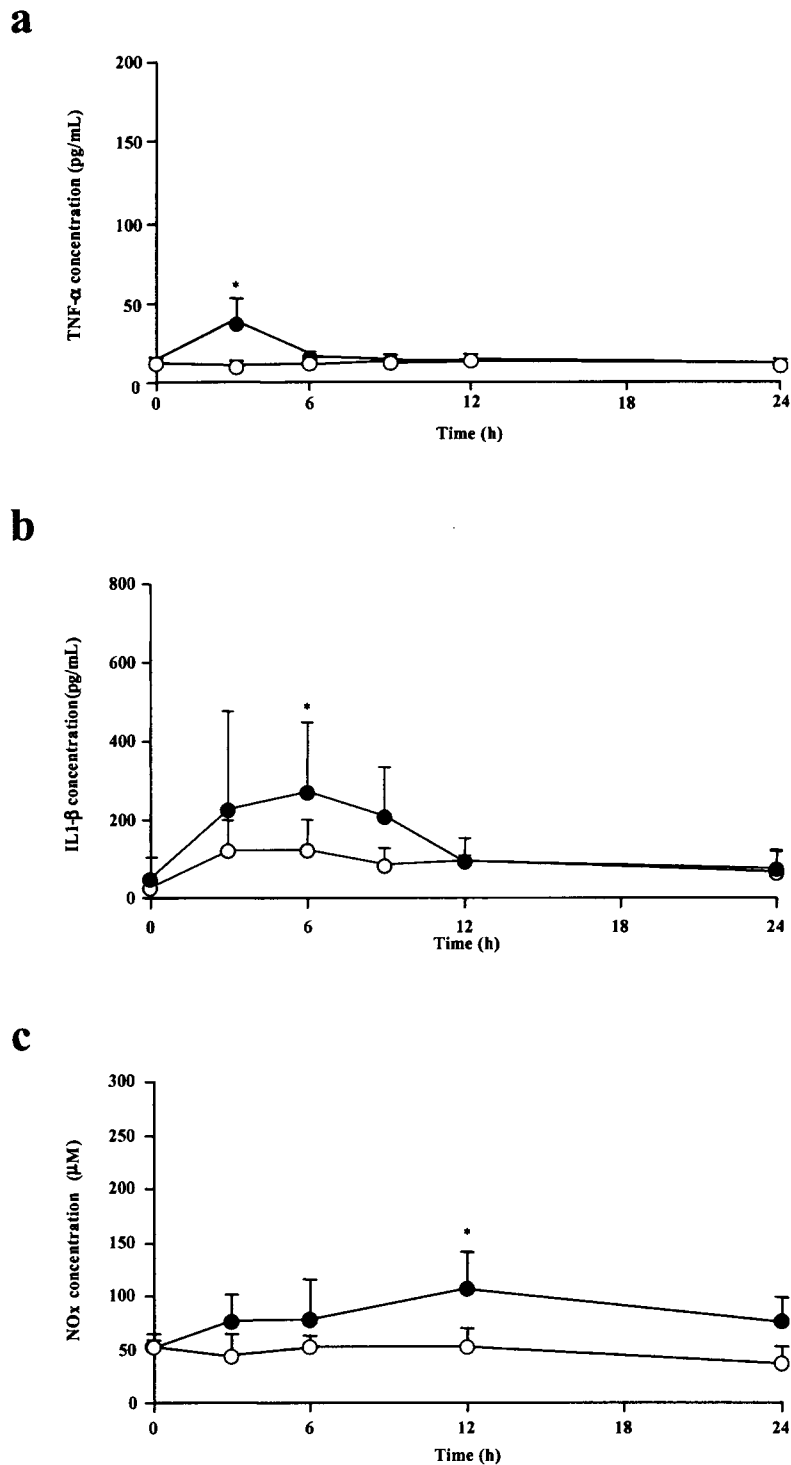 a
200
150
100
50
0
TNF-α concentration (pg/mL)
*
0 6 12 18 24
Time (h)
b
800
600
400
200
0
IL1-β concentration(pg/mL)
*
0 6 12 18 24
Time (h)
c
300
250
200
150
100
50
0
NOx concentration (μM)
*
0 6 12 18 24
Time (h)